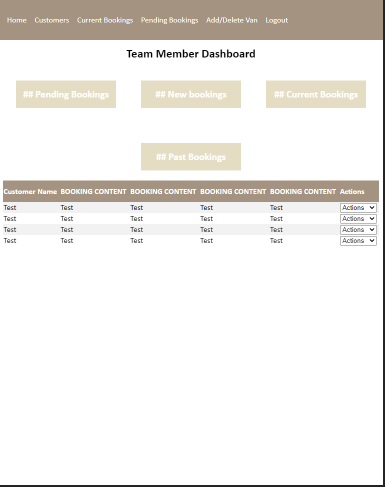 Home Customers Current Bookings Pending Bookings Add/Delete Van Logout
Team Member Dashboard
## Pending Bookings ## New bookings ## Current Bookings
## Past Bookings
Customer Name BOOKING CONTENT BOOKING CONTENT BOOKING CONTENT BOOKING CONTENT Actions
Test Test Test Test Test Actions
Test Test Test Test Test Actions
Test Test Test Test Test Actions
Test Test Test Test Test Actions